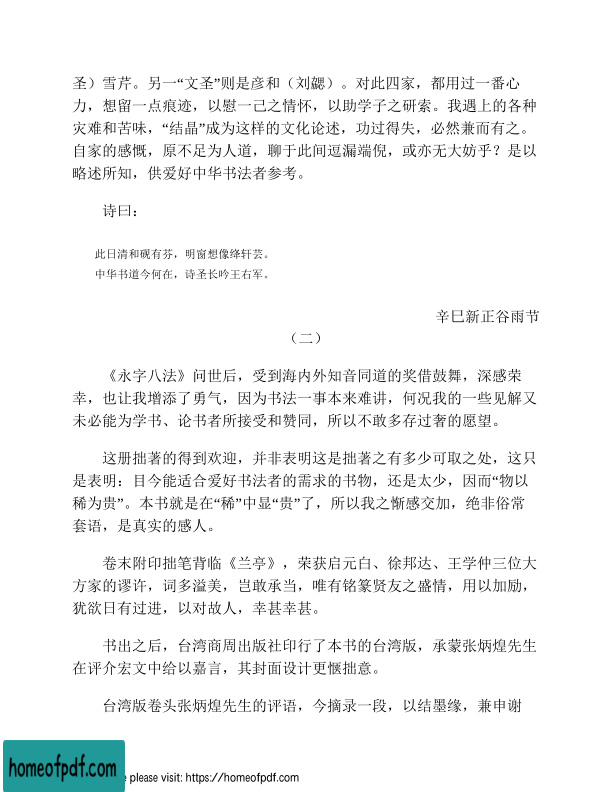 圣）雪芹。另一“文圣”则是彦和（刘勰）。对此四家，都用过一番心
力，想留一点痕迹，以慰一己之情怀，以助学子之研索。我遇上的各种
灾难和苦味，“结晶”成为这样的文化论述，功过得失，必然兼而有之。
自家的感慨，原不足为人道，聊于此间逗漏端倪，或亦无大妨乎？是以
略述所知，供爱好中华书法者参考。
诗曰：
此日清和砚有芬，明窗想像绛轩芸。
中华书道今何在，诗圣长吟王右军。
辛巳新正谷雨节
（二）
《永字八法》问世后，受到海内外知音同道的奖借鼓舞，深感荣
幸，也让我增添了勇气，因为书法一事本来难讲，何况我的一些见解又
未必能为学书、论书者所接受和赞同，所以不敢多存过奢的愿望。
这册拙著的得到欢迎，并非表明这是拙著之有多少可取之处，这只
是表明：目今能适合爱好书法者的需求的书物，还是太少，因而“物以
稀为贵”。本书就是在“稀”中显“贵”了，所以我之惭感交加，绝非俗常
套语，是真实的感人。
卷末附印拙笔背临《兰亭》，荣获启元白、徐邦达、王学仲三位大
方家的谬许，词多溢美，岂敢承当，唯有铭篆贤友之盛情，用以加励，
犹欲日有过进，以对故人，幸甚幸甚。
书出之后，台湾商周出版社印行了本书的台湾版，承蒙张炳煌先生
在评介宏文中给以嘉言，其封面设计更惬拙意。
台湾版卷头张炳煌先生的评语，今摘录一段，以结墨缘，兼申谢
homeofpdf.com
e please visit: https://homeofpdf.com